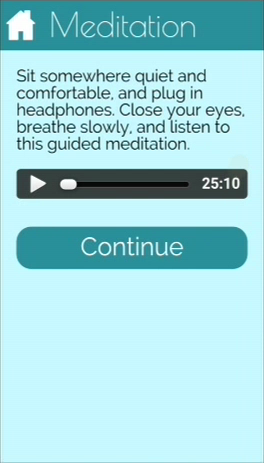 Meditation
Sit somewhere quiet and
comfortable, and plug in
headphones. Close your eyes,
breathe slowly, and listen to
this guided meditation.
25:10
Continue